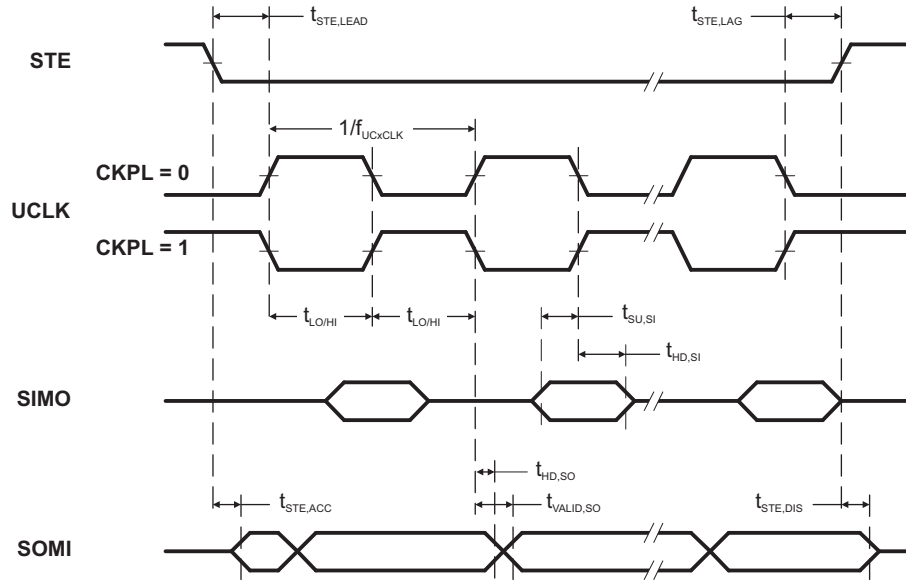 tSTE,LEAD
tSTE,LAG
STE
1/fUCxCLK
CKPL = 0
UCLK
CKPL = 1
tLO/HI
tLO/HI
tSU,SI
tHD,SI
SIMO
tHD,SO
tSTE,ACC
tVALID,SO
tSTE,DIS
SOMI